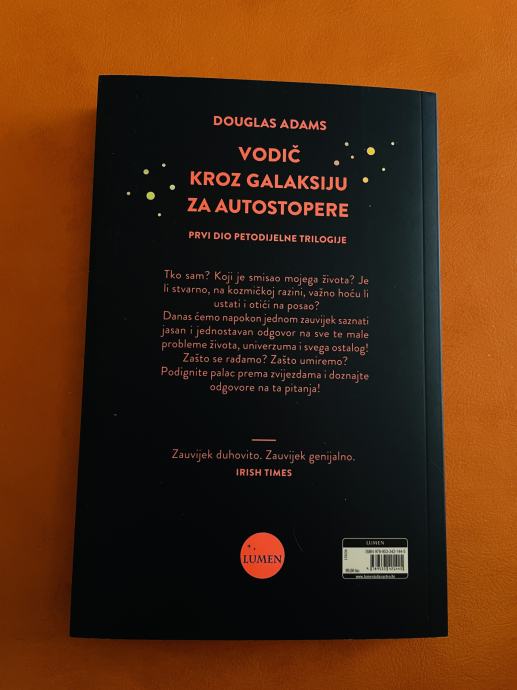 DOUGLAS ADAMS
VODIČ
KROZ GALAKSIJU
ZA AUTOSTOPERE
PRVI DIO PETODIJELNE TRILOGIJE
Tko sam? Koji je smisao mojega života? Je
li stvarno, na kozmičkoj razini, važno hoću li
ustati i otići na posao?
Danas ćemo napokon jednom zauvijek saznati
jasan i jednostavan odgovor na sve te male
probleme života, univerzuma i svega ostalog!
Zašto se rađamo? Zašto umiremo?
Podignite palac prema zvijezdama i doznajte
odgovore na ta pitanja!
Zauvijek duhovito. Zauvijek genijalno.
IRISH TIMES
LUMEN
LUMEN